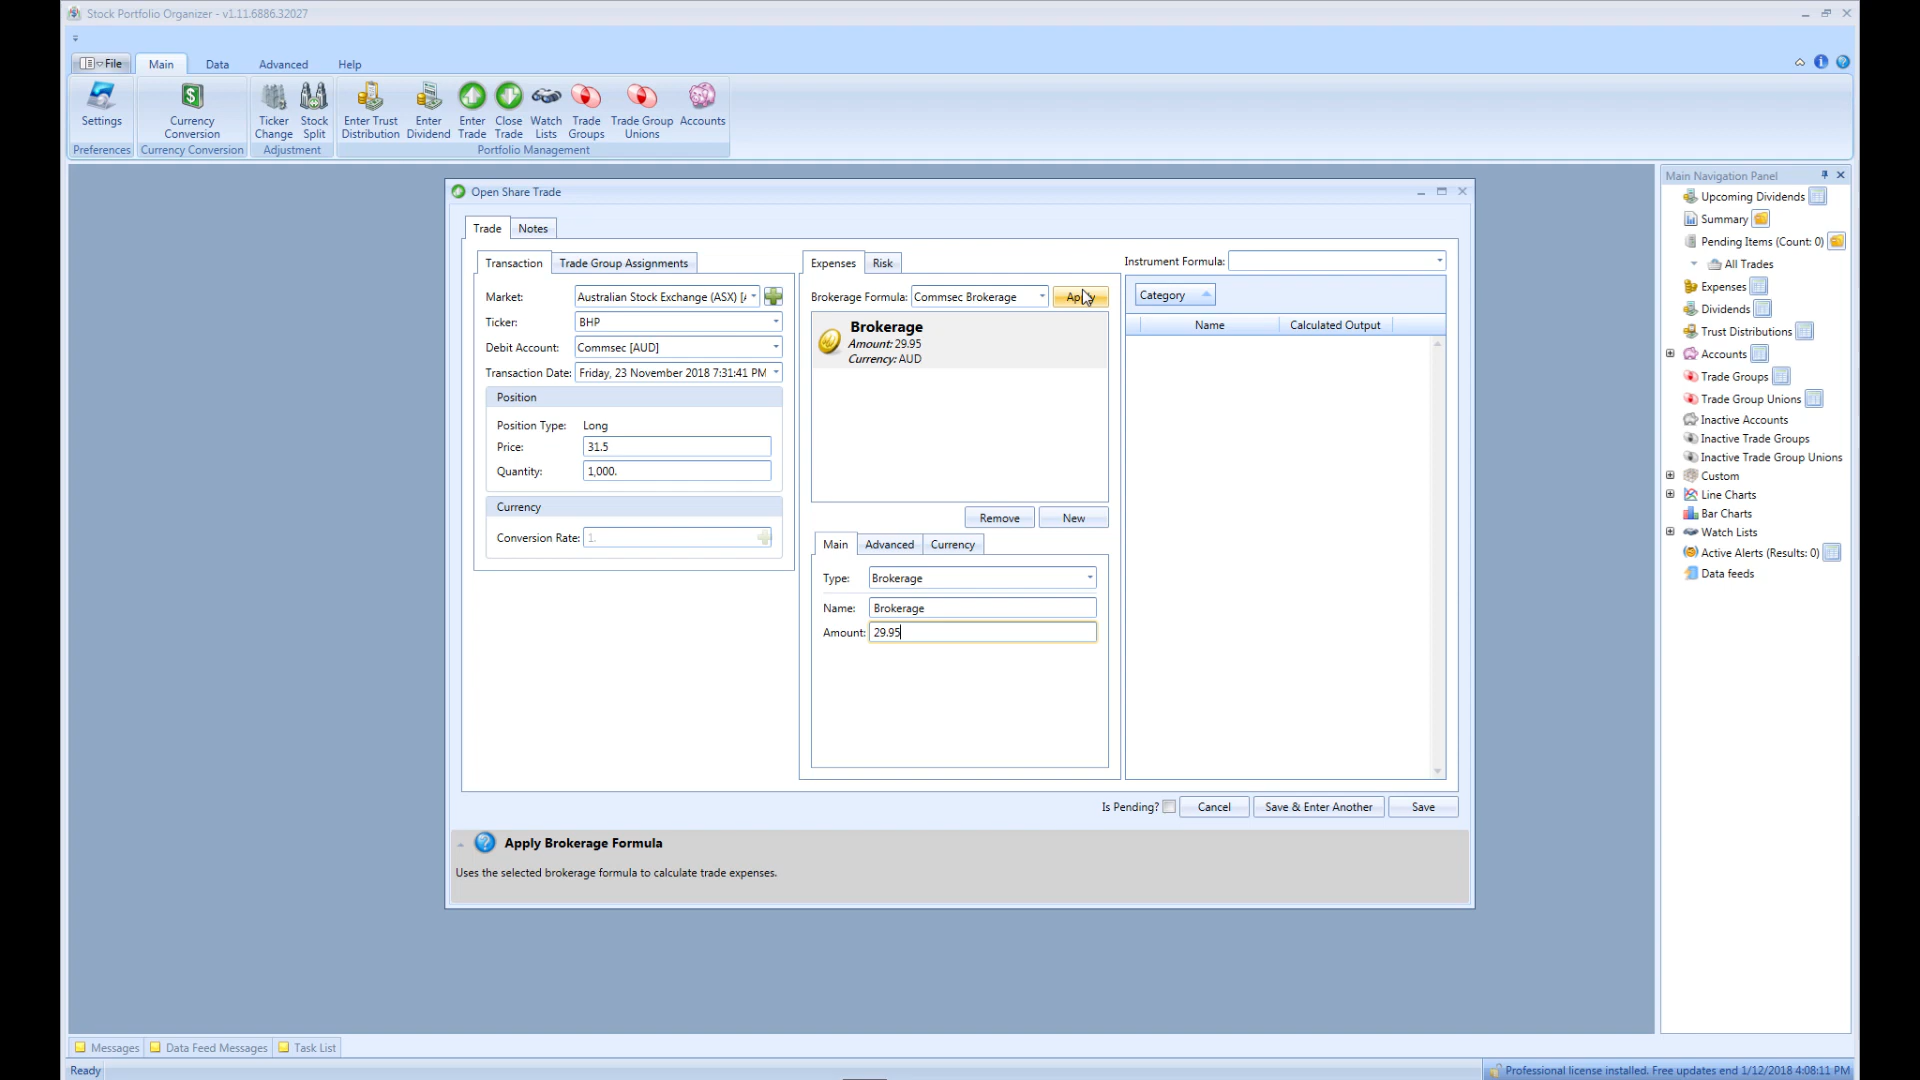 Stock Portfolio Organizer - v1.11.6886.32027
File Main Data Advanced Help
Settings
Currency Conversion
Ticker Change
Stock Split
Enter Trust Distribution
Enter Dividend
Enter Trade
Close Trade
Watch Lists
Trade Groups
Trade Group Unions
Accounts
Preferences Currency Conversion Adjustment Portfolio Management
Open Share Trade
Trade Notes
Transaction Trade Group Assignments
Market: Australian Stock Exchange (ASX) [
Ticker: BHP
Debit Account: Commsec [AUD]
Transaction Date: Friday, 23 November 2018 7:31:41 PM
Position
Position Type: Long
Price: 31.5
Quantity: 1,000.
Currency
Conversion Rate: 1.
Expenses Risk
Brokerage Formula: Commsec Brokerage Apply
Brokerage
Amount: 29.95
Currency: AUD
Remove New
Main Advanced Currency
Type: Brokerage
Name: Brokerage
Amount: 29.95
Instrument Formula:
Category
Name Calculated Output
Is Pending? Cancel Save & Enter Another Save
Apply Brokerage Formula
Uses the selected brokerage formula to calculate trade expenses.
Main Navigation Panel
Upcoming Dividends
Summary
Pending Items (Count: 0)
All Trades
Expenses
Dividends
Trust Distributions
Accounts
Trade Groups
Trade Group Unions
Inactive Accounts
Inactive Trade Groups
Inactive Trade Group Unions
Custom
Line Charts
Bar Charts
Watch Lists
Active Alerts (Results: 0)
Data feeds
Messages Data Feed Messages Task List
Ready
Professional license installed. Free updates end 1/12/2018 4:08:11 PM